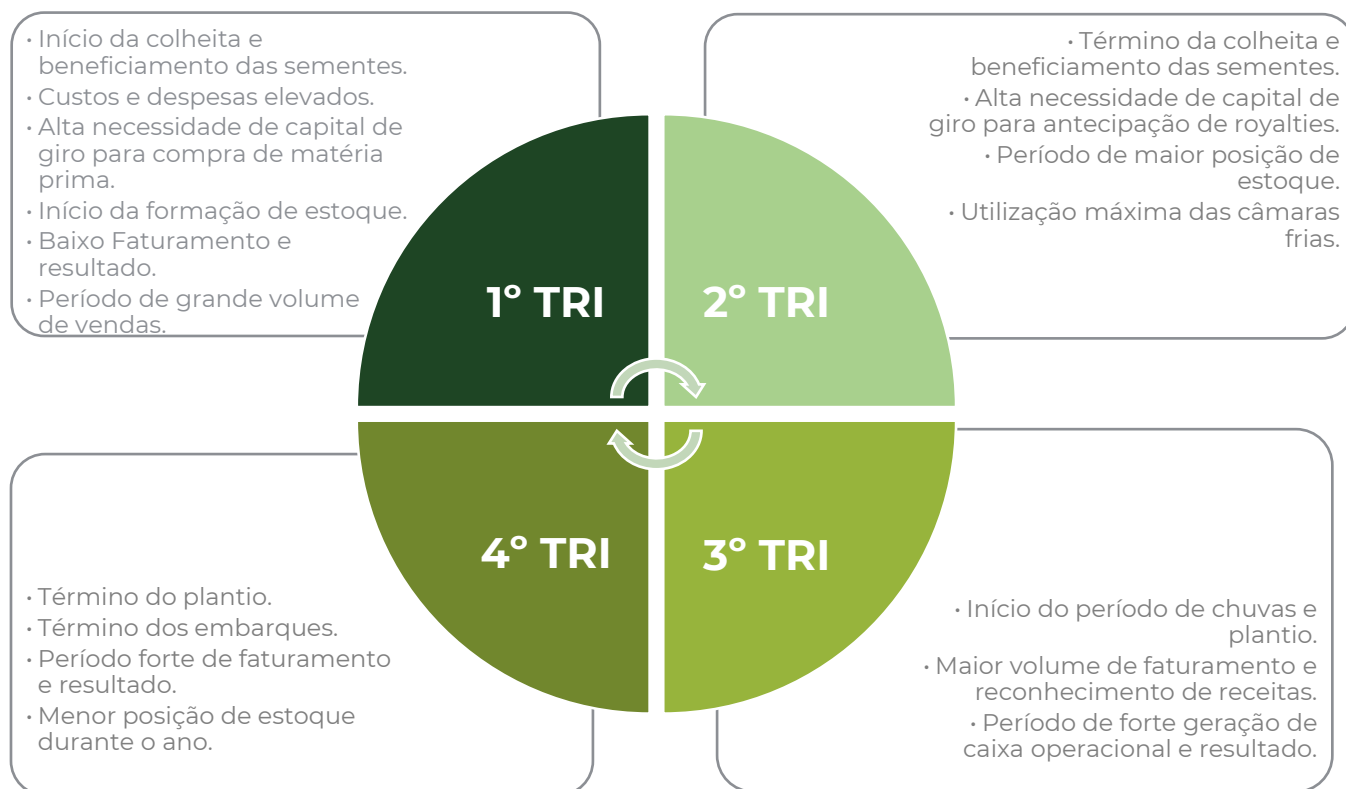 · Início da colheita e
beneficiamento das sementes.
· Custos e despesas elevados.
· Alta necessidade de capital de
giro para compra de matéria
prima.
· Início da formação de estoque.
· Baixo Faturamento e
resultado.
· Período de grande volume
de vendas.
· Término da colheita e
beneficiamento das sementes.
· Alta necessidade de capital de
giro para antecipação de royalties.
· Período de maior posição de
estoque.
· Utilização máxima das câmaras
frias.
1º TRI
2º TRI
4º TRI
3º TRI
· Término do plantio.
· Término dos embarques.
· Período forte de faturamento
e resultado.
· Menor posição de estoque
durante o ano.
· Início do período de chuvas e
plantio.
· Maior volume de faturamento e
reconhecimento de receitas.
· Período de forte geração de
caixa operacional e resultado.